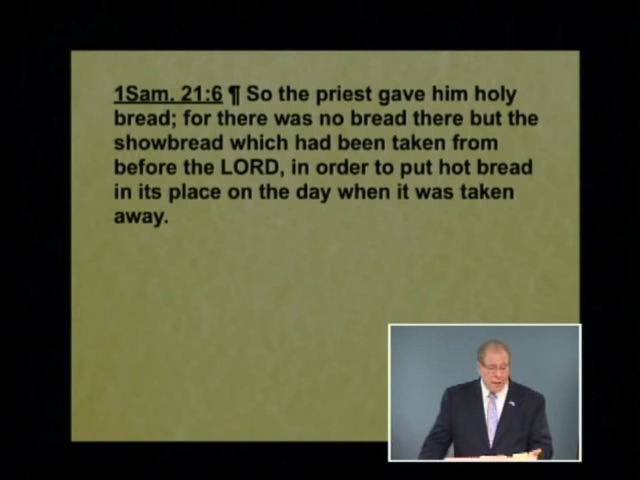 1Sam. 21:6 ¶ So the priest gave him holy
bread; for there was no bread there but the
showbread which had been taken from
before the LORD, in order to put hot bread
in its place on the day when it was taken
away.